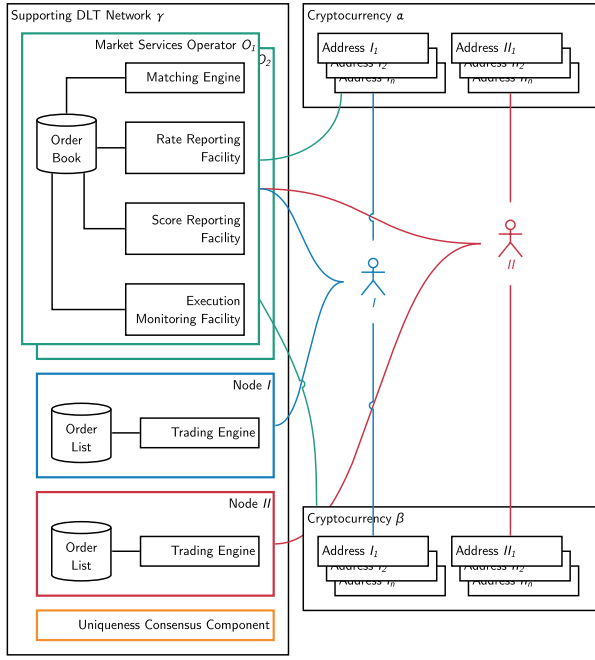 Supporting DLT Network γ
Market Services Operator O1
O2
Matching Engine
Order
Book
Rate Reporting
Facility
Score Reporting
Facility
Execution
Monitoring Facility
Node I
Order
List
Trading Engine
Node II
Order
List
Trading Engine
Uniqueness Consensus Component
Cryptocurrency α
Address I1
Address I2
Address In
Address II1
Address II2
Address IIn
I
II
Cryptocurrency β
Address I1
Address I2
Address In
Address II1
Address II2
Address IIn